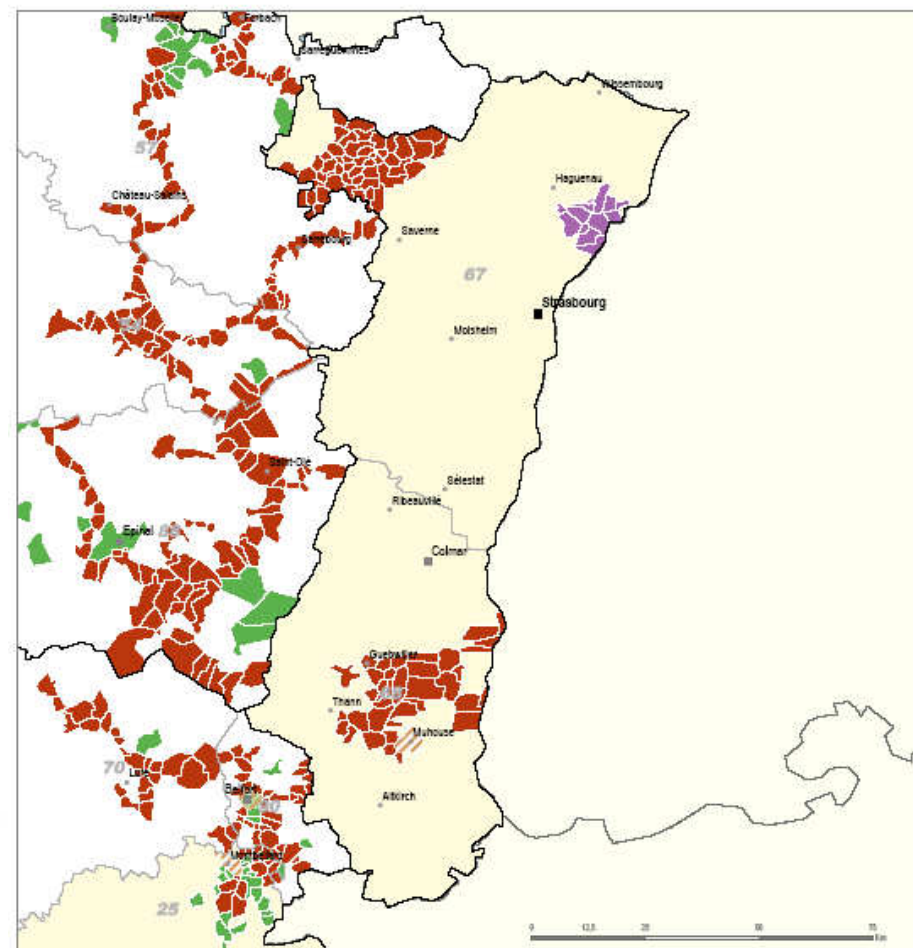 Boulay-Moselle
Forbach
Sarreguemines
Wissembourg
57
Haguenau
Château-Salins
Sarrebourg
Saverne
67
Strasbourg
Molsheim
54
Saint-Dié
Sélestat
Ribeauvillé
Epinal
88
Colmar
Guebwiller
68
Thann
Mulhouse
70
Lure
Belfort
90
Altkirch
Montbéliard
25
0 12,5 25 50 75
Km